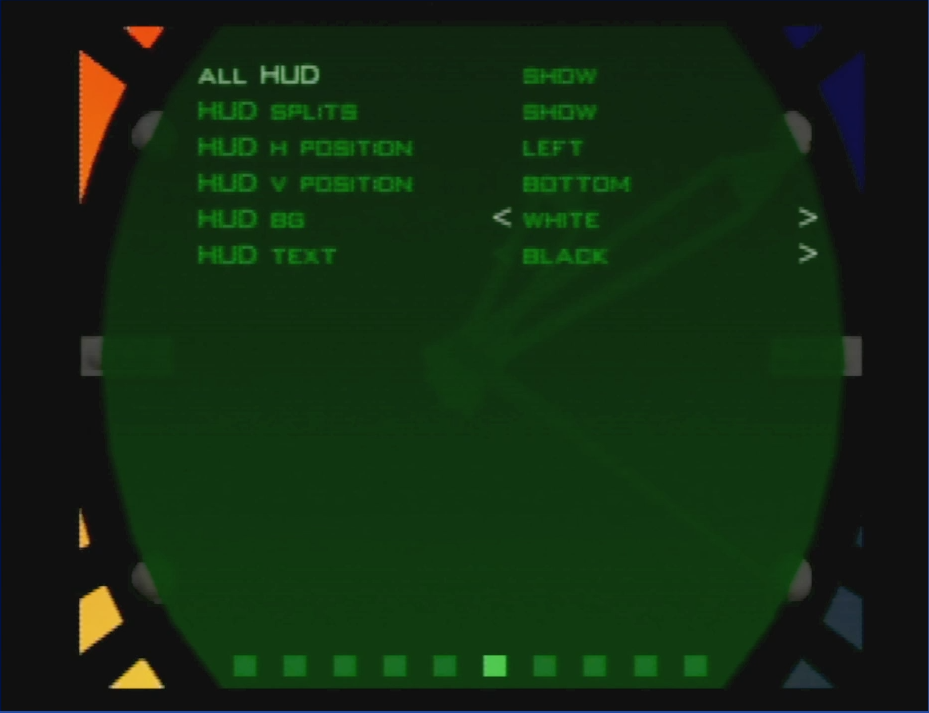 ALL HUD SHOW
HUD SPLITS SHOW
HUD H POSITION LEFT
HUD V POSITION BOTTOM
HUD BG < WHITE >
HUD TEXT BLACK >